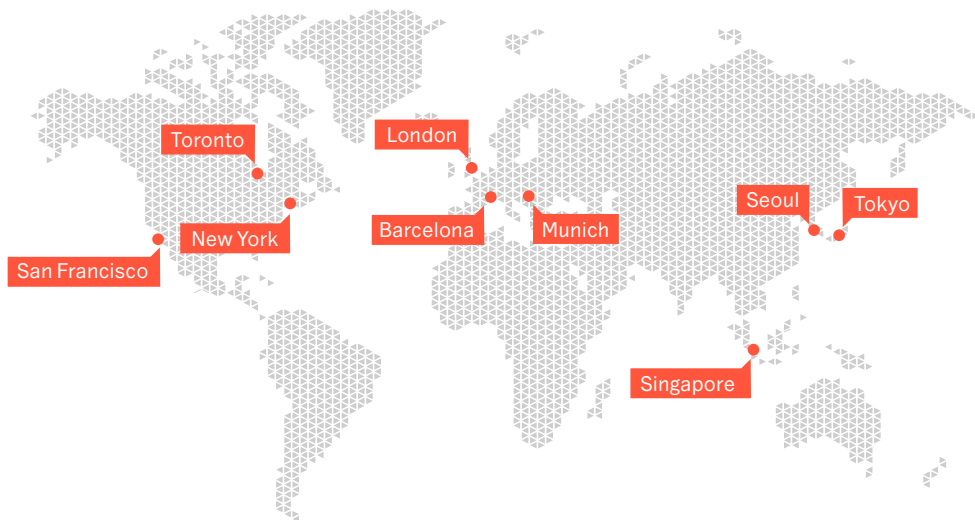 Toronto
London
Seoul
Tokyo
New York
Barcelona
Munich
San Francisco
Singapore